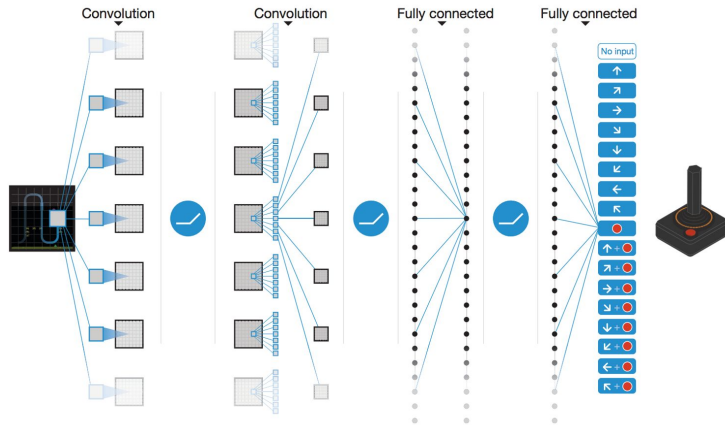 Convolution
Convolution
Fully connected
Fully connected
No input
+
+
+
+
+
+
+
+